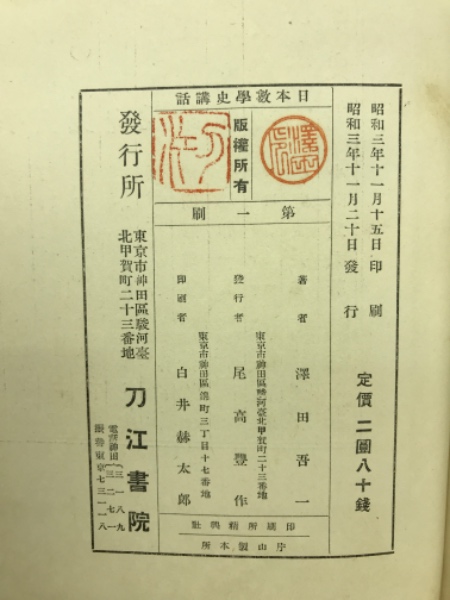 昭和三年十一月十五日印刷
昭和三年十一月二十日發行
定價二圓八十錢
日本數學史講話
版權所有
第一刷
著者 澤田吾一
東京市神田區駿河臺北甲賀町二十三番地
發行者 尾高豐作
東京市神田區錦町三丁目十七番地
印刷者 白井赫太郎
印刷所精興社
片山製本所
發行所
東京市神田區駿河臺
北甲賀町二十三番地
刀江書院